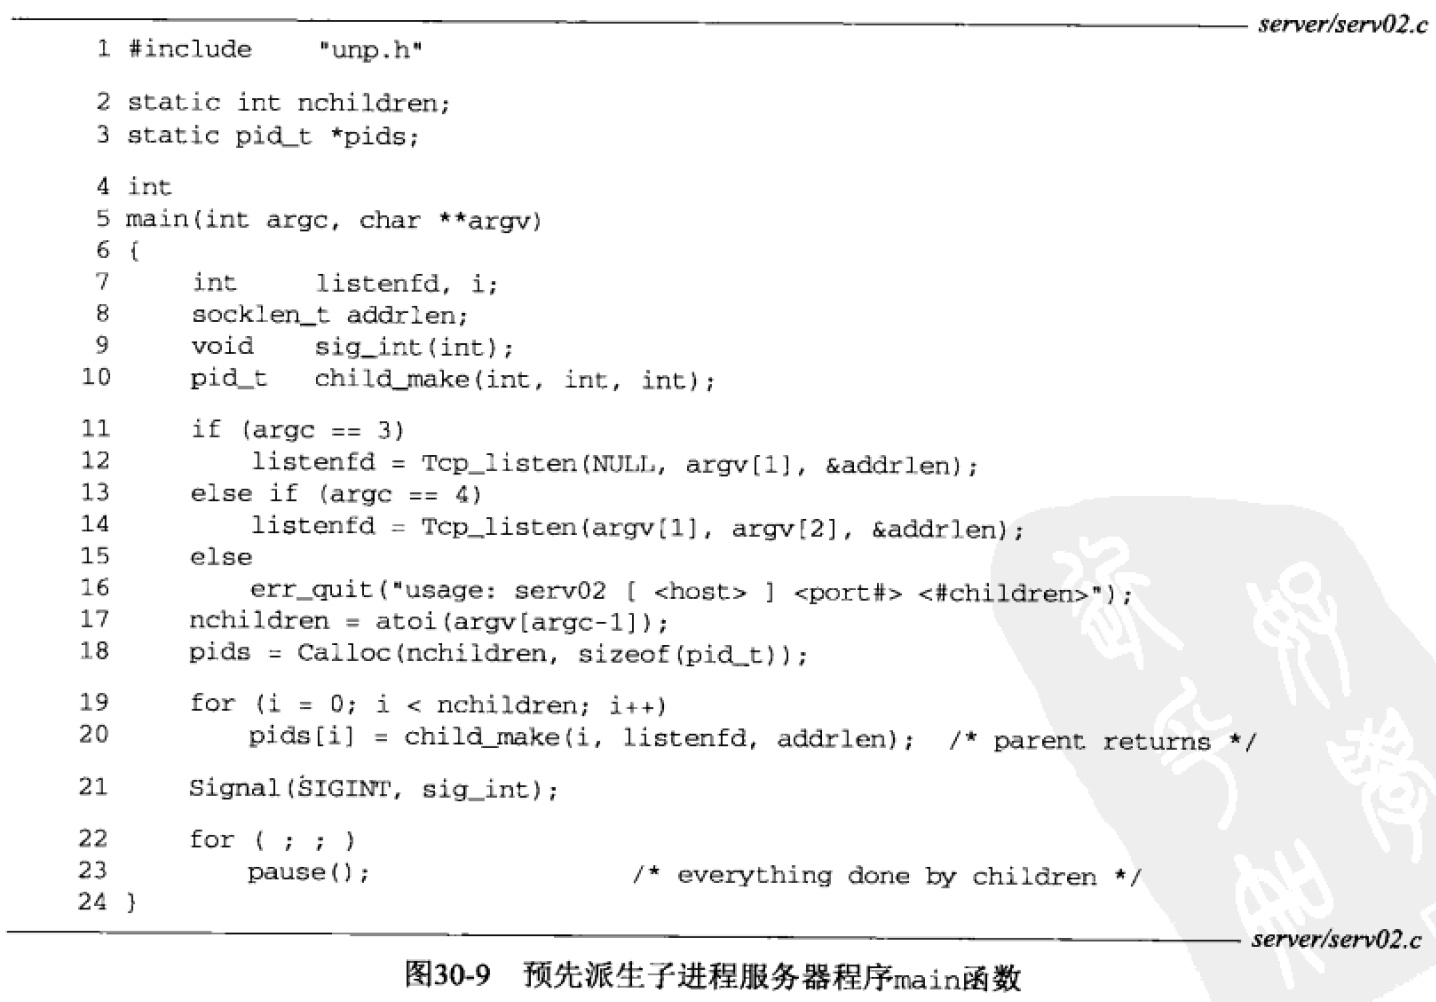 server/serv02.c
1 #include    "unp.h"
2 static int nchildren;
3 static pid_t *pids;
4 int
5 main(int argc, char **argv)
6 {
7     int     listenfd, i;
8     socklen_t addrlen;
9     void    sig_int(int);
10     pid_t   child_make(int, int, int);
11     if (argc == 3)
12         listenfd = Tcp_listen(NULL, argv[1], &addrlen);
13     else if (argc == 4)
14         listenfd = Tcp_listen(argv[1], argv[2], &addrlen);
15     else
16         err_quit("usage: serv02 [ <host> ] <port#> <#children>");
17     nchildren = atoi(argv[argc-1]);
18     pids = Calloc(nchildren, sizeof(pid_t));
19     for (i = 0; i < nchildren; i++)
20         pids[i] = child_make(i, listenfd, addrlen);  /* parent returns */
21     Signal(SIGINT, sig_int);
22     for ( ; ; )
23         pause();                 /* everything done by children */
24 }
server/serv02.c
图30-9 预先派生子进程服务器程序main函数